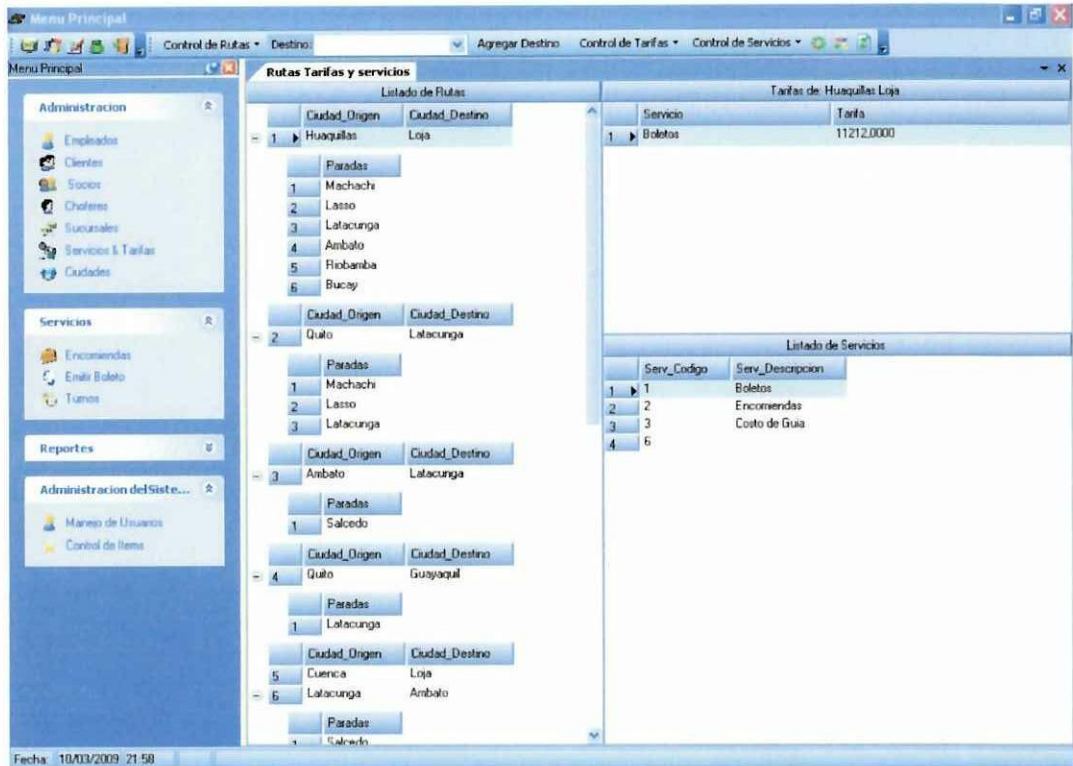 Menu Principal
Control de Rutas Destino: Agregar Destino Control de Tarifas Control de Servicios
Menu Principal
Administracion
Empleados
Clientes
Socios
Choferes
Sucursales
Servicios & Tarifas
Ciudades
Servicios
Encomiendas
Emitir Boleto
Turnos
Reportes
Administracion del Siste...
Manejo de Usuarios
Control de Items
Rutas Tarifas y servicios
Listado de Rutas
Ciudad_Origen Ciudad_Destino
1 Huaquillas Loja
Paradas
1 Machachi
2 Lasso
3 Latacunga
4 Ambato
5 Riobamba
6 Bucay
Ciudad_Origen Ciudad_Destino
2 Quito Latacunga
Paradas
1 Machachi
2 Lasso
3 Latacunga
Ciudad_Origen Ciudad_Destino
3 Ambato Latacunga
Paradas
1 Salcedo
Ciudad_Origen Ciudad_Destino
4 Quito Guayaquil
Paradas
1 Latacunga
Ciudad_Origen Ciudad_Destino
5 Cuenca Loja
6 Latacunga Ambato
Paradas
1 Salcedo
Tarifas de: Huaquillas Loja
Servicio Tarifa
1 Boletos 11212,0000
Listado de Servicios
Serv_Codigo Serv_Descripcion
1 1 Boletos
2 2 Encomiendas
3 3 Costo de Guia
4 6
Fecha: 10/03/2009 21:58